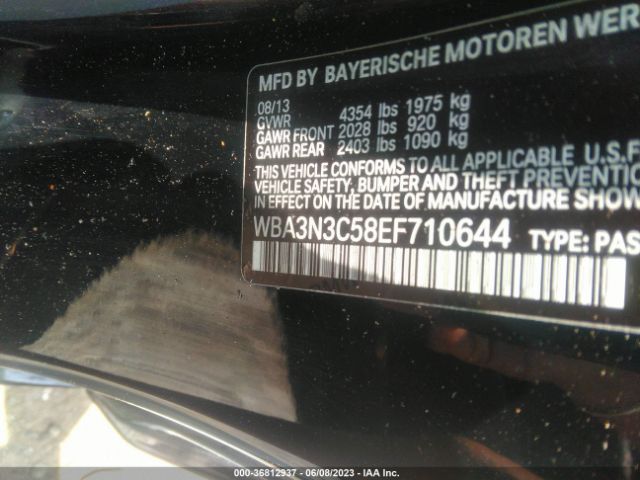 MFD BY BAYERISCHE MOTOREN WER
08/13
GVWR 4354 lbs 1975 kg
GAWR FRONT 2028 lbs 920 kg
GAWR REAR 2403 lbs 1090 kg
THIS VEHICLE CONFORMS TO ALL APPLICABLE U.S.F
VEHICLE SAFETY, BUMPER AND THEFT PREVENTIO
IN EFFECT ON THE DATE OF MANUFACTURE SHOW
WBA3N3C58EF710644 TYPE: PAS
000-36812937 - 06/08/2023 - IAA Inc.